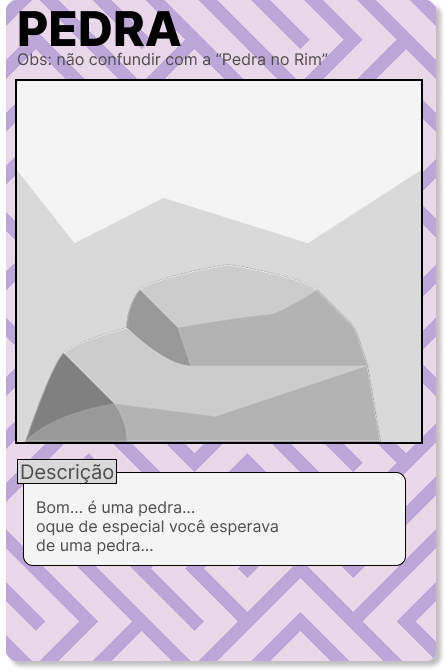 PEDRA
Obs: não confundir com a “Pedra no Rim”
Descrição
Bom... é uma pedra...
oque de especial você esperava
de uma pedra...